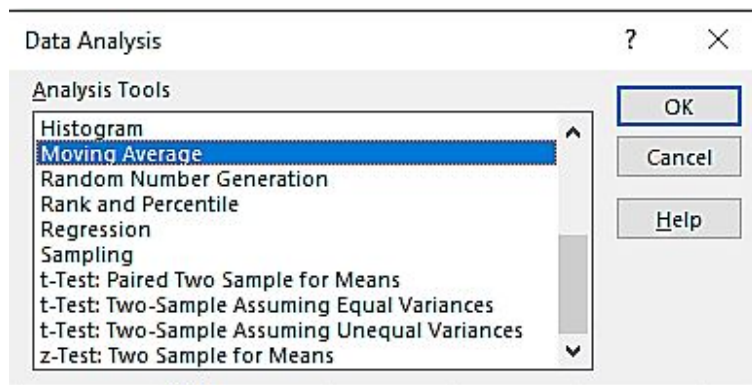 Data Analysis ?
Analysis Tools
Histogram
Moving Average
Random Number Generation
Rank and Percentile
Regression
Sampling
t-Test: Paired Two Sample for Means
t-Test: Two-Sample Assuming Equal Variances
t-Test: Two-Sample Assuming Unequal Variances
z-Test: Two Sample for Means
OK
Cancel
Help